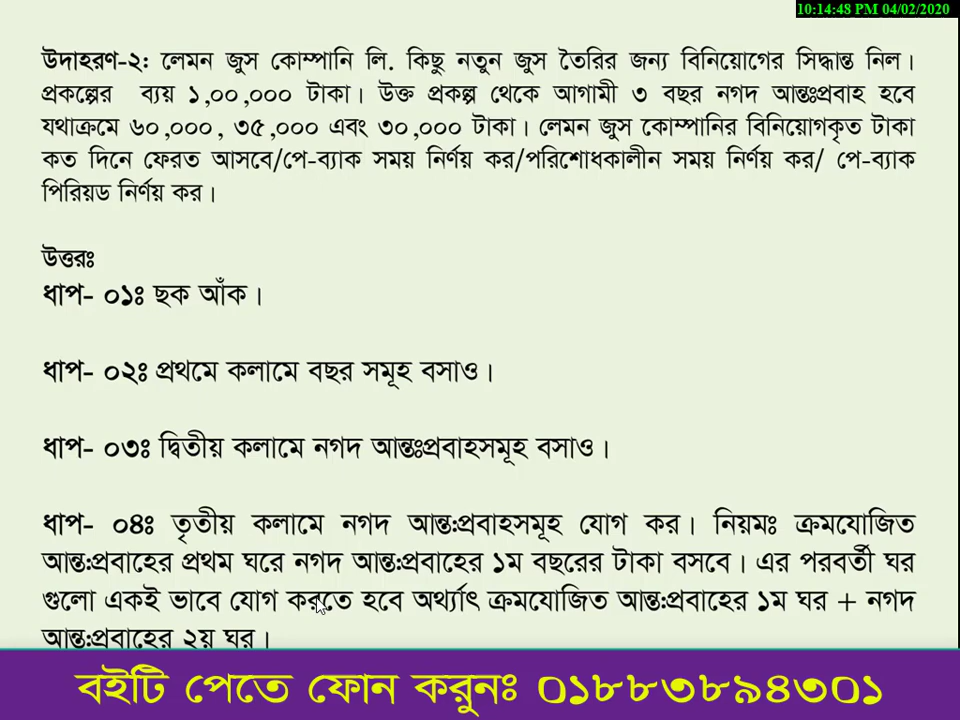 10:14:48 PM 04/02/2020
উদাহরণ-২: লেমন জুস কোম্পানি লি. কিছু নতুন জুস তৈরির জন্য বিনিয়োগের সিদ্ধান্ত নিল।
প্রকল্পের ব্যয় ১,০০,০০০ টাকা। উক্ত প্রকল্প থেকে আগামী ৩ বছর নগদ আন্তঃপ্রবাহ হবে
যথাক্রমে ৬০,০০০, ৩৫,০০০ এবং ৩০,০০০ টাকা। লেমন জুস কোম্পানির বিনিয়োগকৃত টাকা
কত দিনে ফেরত আসবে/পে-ব্যাক সময় নির্ণয় কর/পরিশোধকালীন সময় নির্ণয় কর/ পে-ব্যাক
পিরিয়ড নির্ণয় কর।
উত্তরঃ
ধাপ- ০১ঃ ছক আঁক।
ধাপ- ০২ঃ প্রথমে কলামে বছর সমূহ বসাও।
ধাপ- ০৩ঃ দ্বিতীয় কলামে নগদ আন্তঃপ্রবাহসমূহ বসাও।
ধাপ- ০৪ঃ তৃতীয় কলামে নগদ আন্ত:প্রবাহসমূহ যোগ কর। নিয়মঃ ক্রমযোজিত
আন্ত:প্রবাহের প্রথম ঘরে নগদ আন্ত:প্রবাহের ১ম বছরের টাকা বসবে। এর পরবর্তী ঘর
গুলো একই ভাবে যোগ করতে হবে অর্থ্যাৎ ক্রমযোজিত আন্ত:প্রবাহের ১ম ঘর + নগদ
আন্ত:প্রবাহের ২য় ঘর।
বইটি পেতে ফোন করুনঃ ০১৮৮৩৮৯৪৩০১